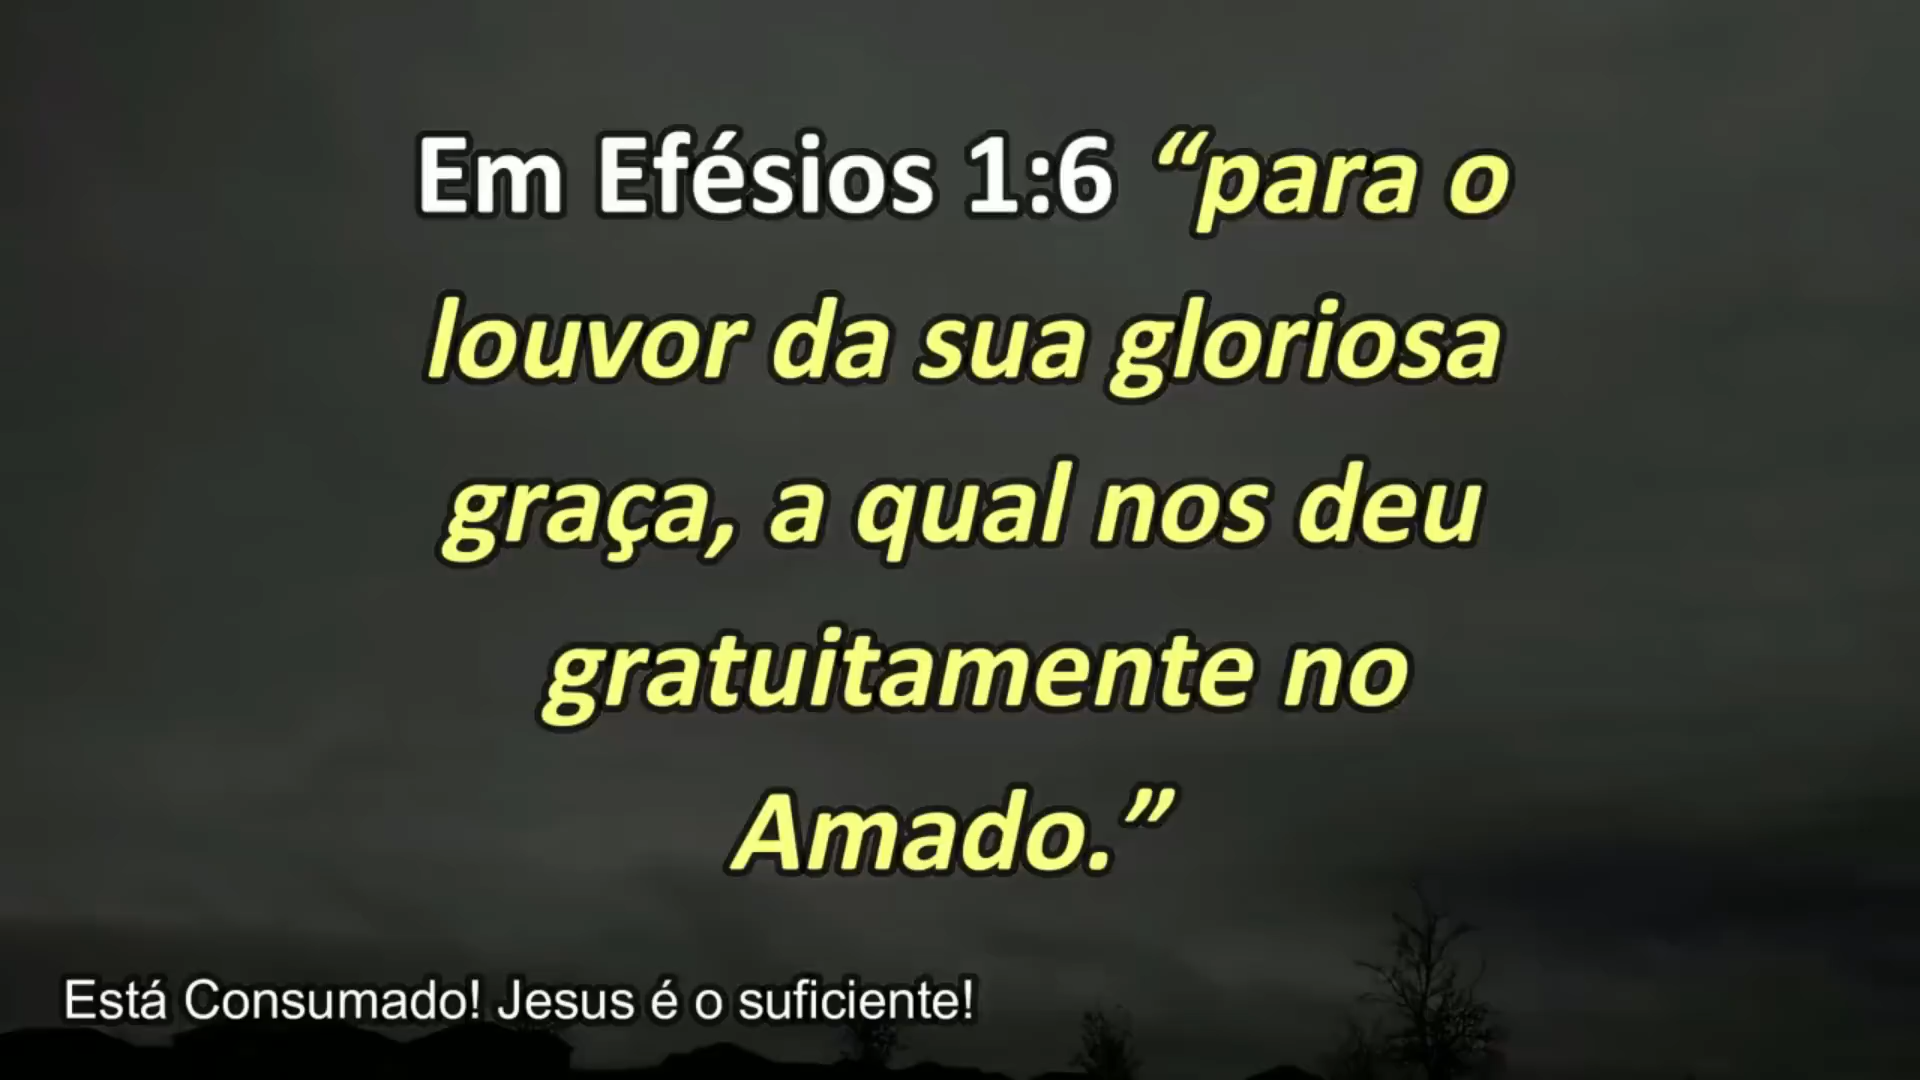 Em Efésios 1:6 “para o
louvor da sua gloriosa
graça, a qual nos deu
gratuitamente no
Amado.”
Está Consumado! Jesus é o suficiente!